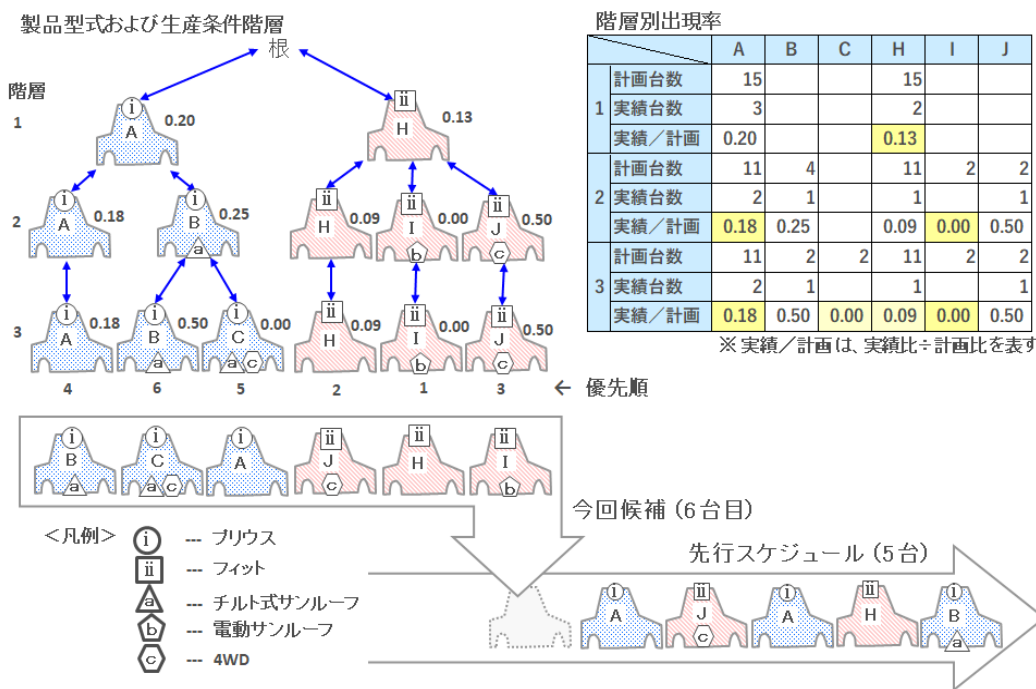 製品型式および生産条件階層
根
階層
1
ⅰ
A
0.20
ⅱ
H
0.13
2
ⅰ
A
0.18
ⅰ
B
a
0.25
ⅱ
H
0.09
ⅱ
I
b
0.00
ⅱ
J
c
0.50
3
ⅰ
A
0.18
ⅰ
B
a
0.50
ⅰ
C
a c
0.00
ⅱ
H
0.09
ⅱ
I
b
0.00
ⅱ
J
c
0.50
4 6 5 2 1 3 ← 優先順
階層別出現率
A B C H I J
1 計画台数 15 15
実績台数 3 2
実績／計画 0.20 0.13
2 計画台数 11 4 11 2 2
実績台数 2 1 1 1
実績／計画 0.18 0.25 0.09 0.00 0.50
3 計画台数 11 2 2 11 2 2
実績台数 2 1 1 1
実績／計画 0.18 0.50 0.00 0.09 0.00 0.50
※ 実績／計画は、実績比÷計画比を表す
ⅰ ⅰ ⅰ ⅱ ⅱ ⅱ
B C A J H I
a a c c b
今回候補 (6台目)
先行スケジュール (5台)
ⅰ ⅱ ⅰ ⅱ ⅰ
A J A H B
c a
＜凡例＞
ⅰ --- プリウス
ⅱ --- フィット
a --- チルト式サンルーフ
b --- 電動サンルーフ
c --- 4WD